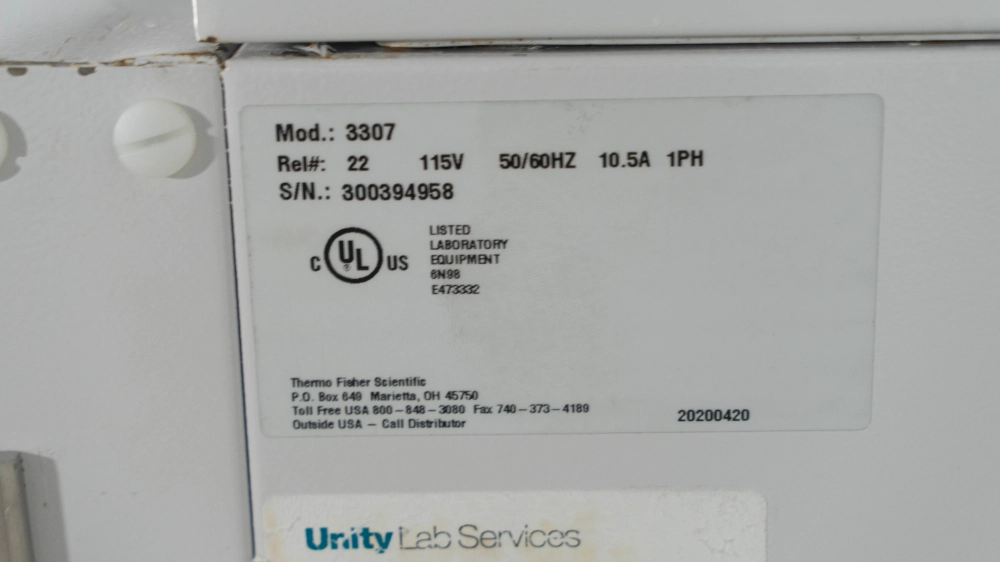 Mod.: 3307
Rel#: 22 115V 50/60HZ 10.5A 1PH
S/N.: 300394958
C UL US
®
LISTED
LABORATORY
EQUIPMENT
6N98
E473332
Thermo Fisher Scientific
P.O. Box 649 Marietta, OH 45750
Toll Free USA 800-848-3080 Fax 740-373-4189
Outside USA - Call Distributor
20200420
Unity Lab Services